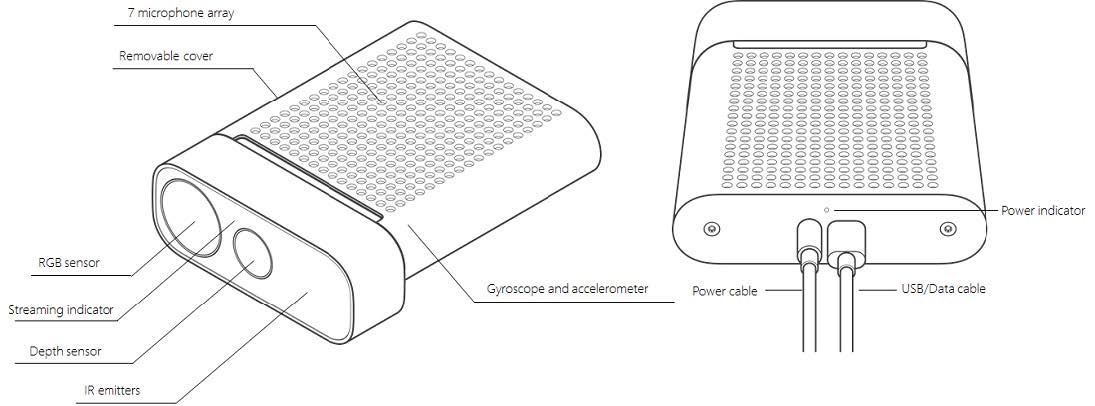 7 microphone array
Removable cover
RGB sensor
Streaming indicator
Depth sensor
IR emitters
Gyroscope and accelerometer
Power indicator
Power cable
USB/Data cable